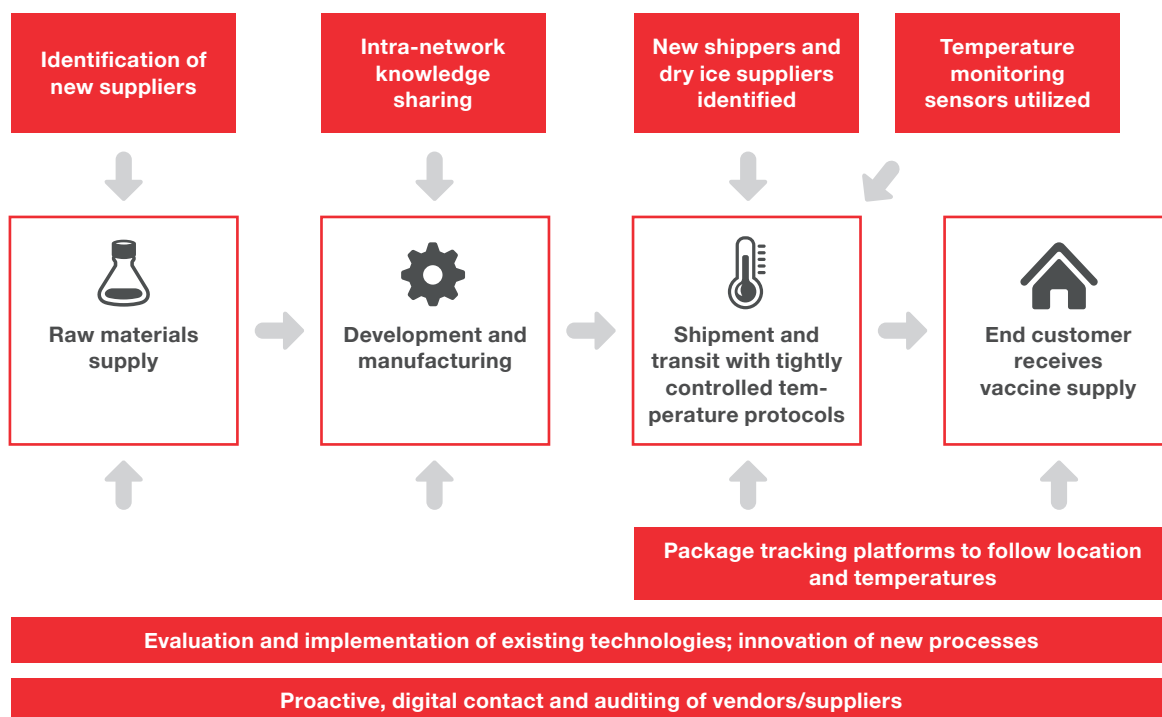 Identification of
new suppliers
Intra-network
knowledge
sharing
New shippers and
dry ice suppliers
identified
Temperature
monitoring
sensors utilized
Raw materials
supply
Development and
manufacturing
Shipment and
transit with tightly
controlled tem-
perature protocols
End customer
receives
vaccine supply
Package tracking platforms to follow location
and temperatures
Evaluation and implementation of existing technologies; innovation of new processes
Proactive, digital contact and auditing of vendors/suppliers